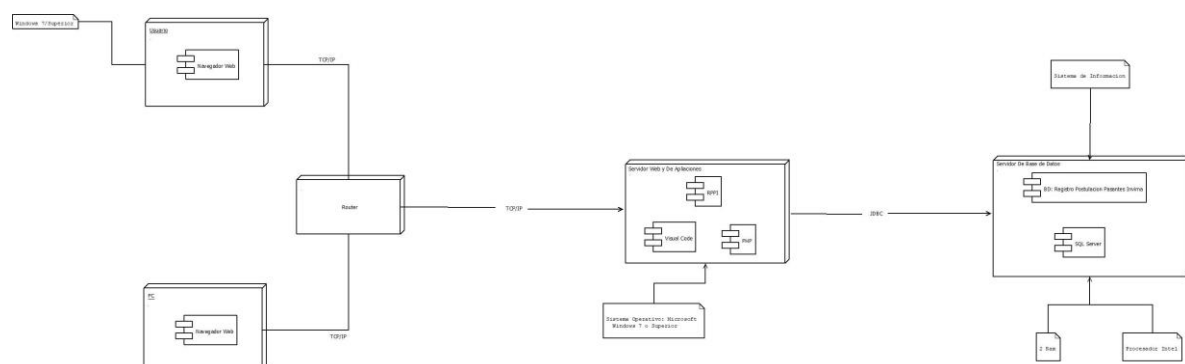 Windows 7/Superior
Usuario
Navegador Web
TCP/IP
Sistema de Informacion
Servidor Web y De Apliaciones
RPPI
Visual Code
PHP
Servidor De Base de Datos
BD: Registro Postulacion Pasantes Invima
SQL Server
Router
TCP/IP
JDBC
PC
Navegador Web
TCP/IP
Sistema Operativo: Microsoft
Windows 7 o Superior
2 Ram
Procesador Intel